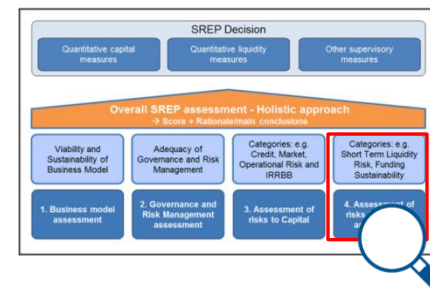 SREP Decision
Quantitative capital
measures
Quantitative liquidity
measures
Other supervisory
measures
Overall SREP assessment - Holistic approach
→ Score + Rationale/main conclusions
Viability and
Sustainability of
Business Model
Adequacy of
Governance and Risk
Management
Categories: e.g.
Credit, Market,
Operational Risk and
IRRBB
Categories: e.g.
Short Term Liquidity
Risk, Funding
Sustainability
1. Business model
assessment
2. Governance and
Risk Management
assessment
3. Assessment of
risks to Capital
4. Assessment of
risks